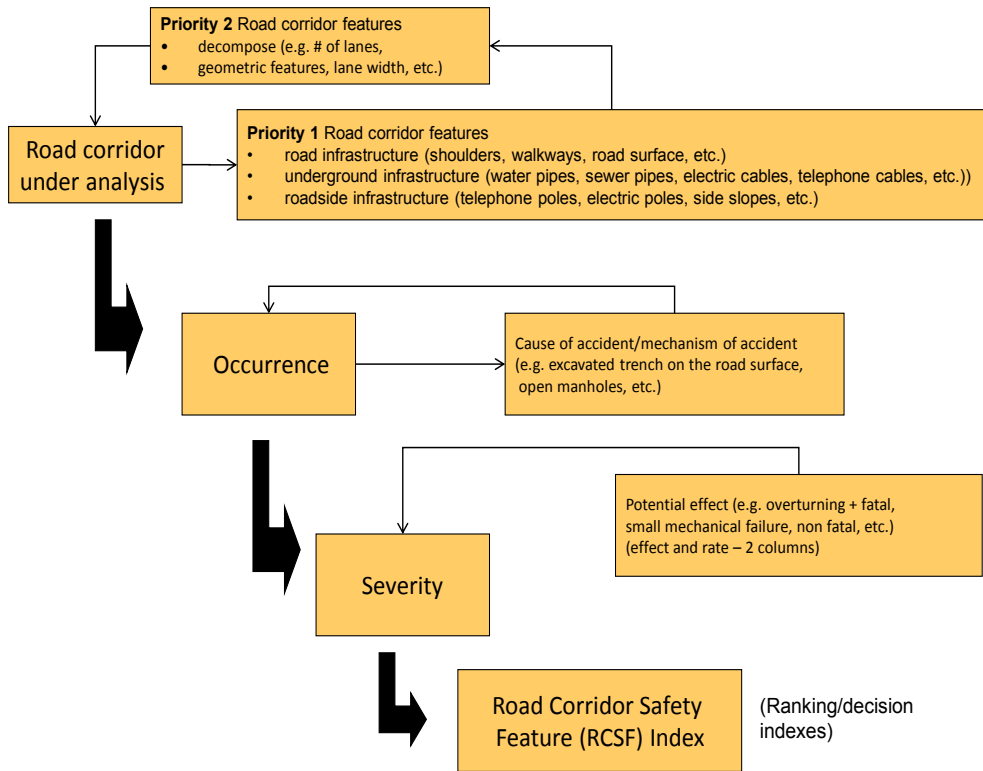 Priority 2 Road corridor features
• decompose (e.g. # of lanes,
• geometric features, lane width, etc.)
Road corridor
under analysis
Priority 1 Road corridor features
• road infrastructure (shoulders, walkways, road surface, etc.)
• underground infrastructure (water pipes, sewer pipes, electric cables, telephone cables, etc.))
• roadside infrastructure (telephone poles, electric poles, side slopes, etc.)
Occurrence
Cause of accident/mechanism of accident
(e.g. excavated trench on the road surface,
open manholes, etc.)
Potential effect (e.g. overturning + fatal,
small mechanical failure, non fatal, etc.)
(effect and rate – 2 columns)
Severity
Road Corridor Safety
Feature (RCSF) Index
(Ranking/decision
indexes)